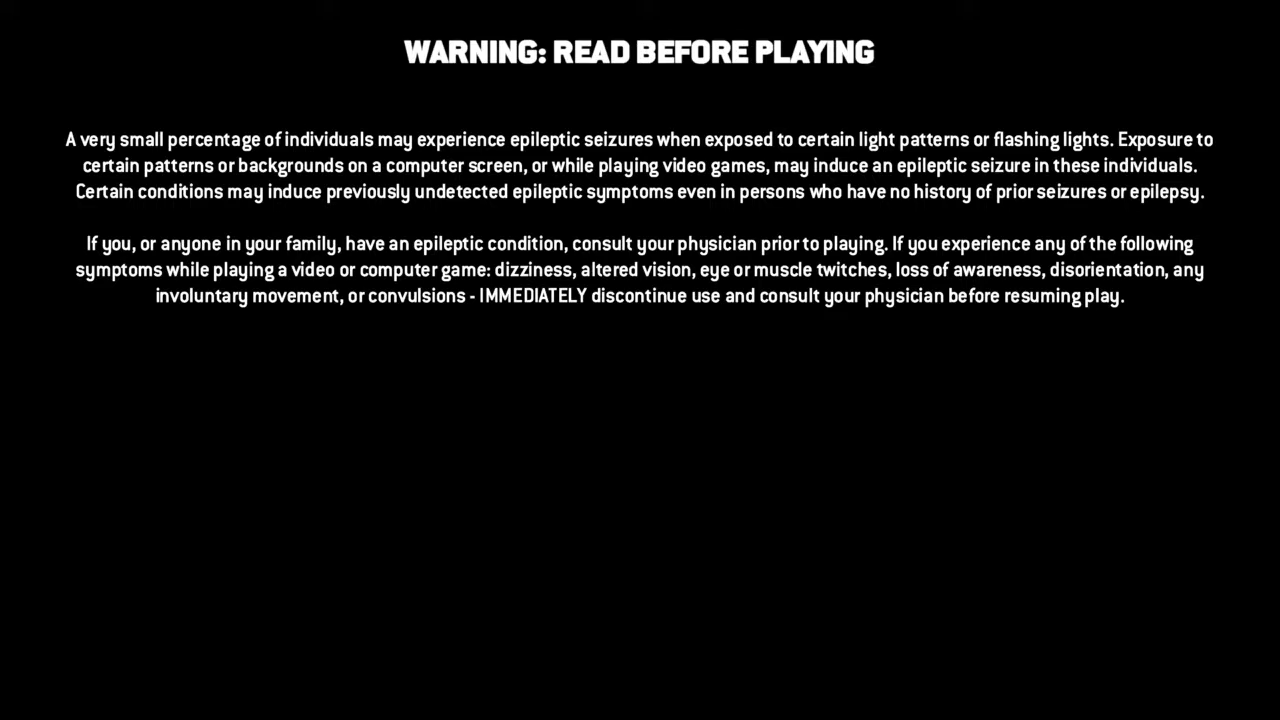 WARNING: READ BEFORE PLAYING
A very small percentage of individuals may experience epileptic seizures when exposed to certain light patterns or flashing lights. Exposure to
certain patterns or backgrounds on a computer screen, or while playing video games, may induce an epileptic seizure in these individuals.
Certain conditions may induce previously undetected epileptic symptoms even in persons who have no history of prior seizures or epilepsy.
If you, or anyone in your family, have an epileptic condition, consult your physician prior to playing. If you experience any of the following
symptoms while playing a video or computer game: dizziness, altered vision, eye or muscle twitches, loss of awareness, disorientation, any
involuntary movement, or convulsions - IMMEDIATELY discontinue use and consult your physician before resuming play.